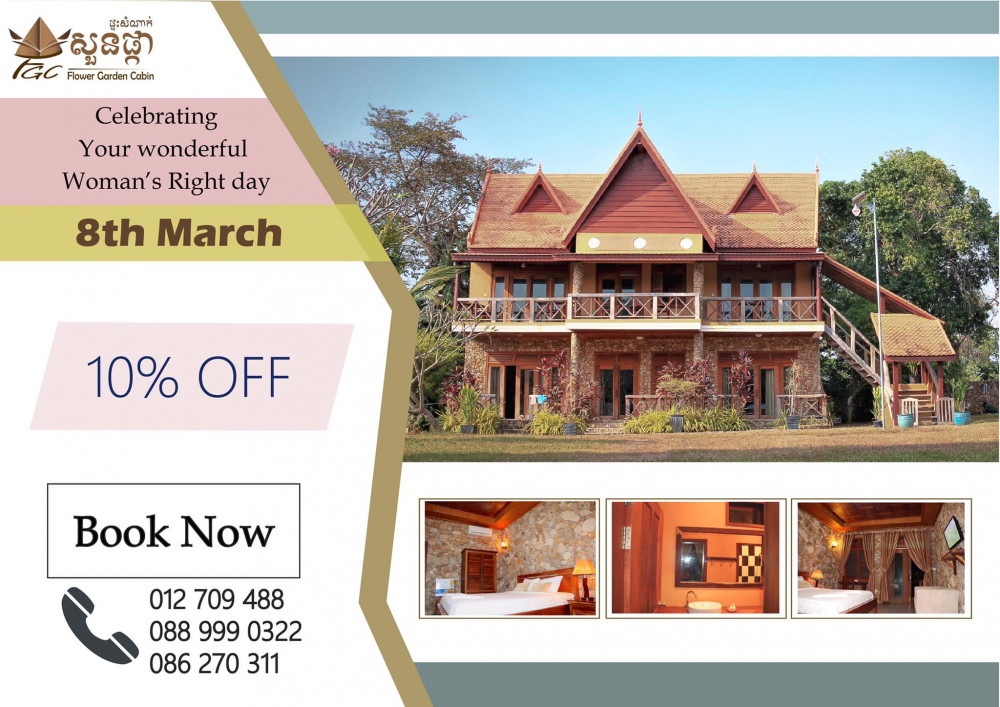 ផ្ទះសំណាក់
សួនផ្កា
FGC
Flower Garden Cabin
Celebrating
Your wonderful
Woman’s Right day
8th March
10% OFF
Book Now
012 709 488
088 999 0322
086 270 311